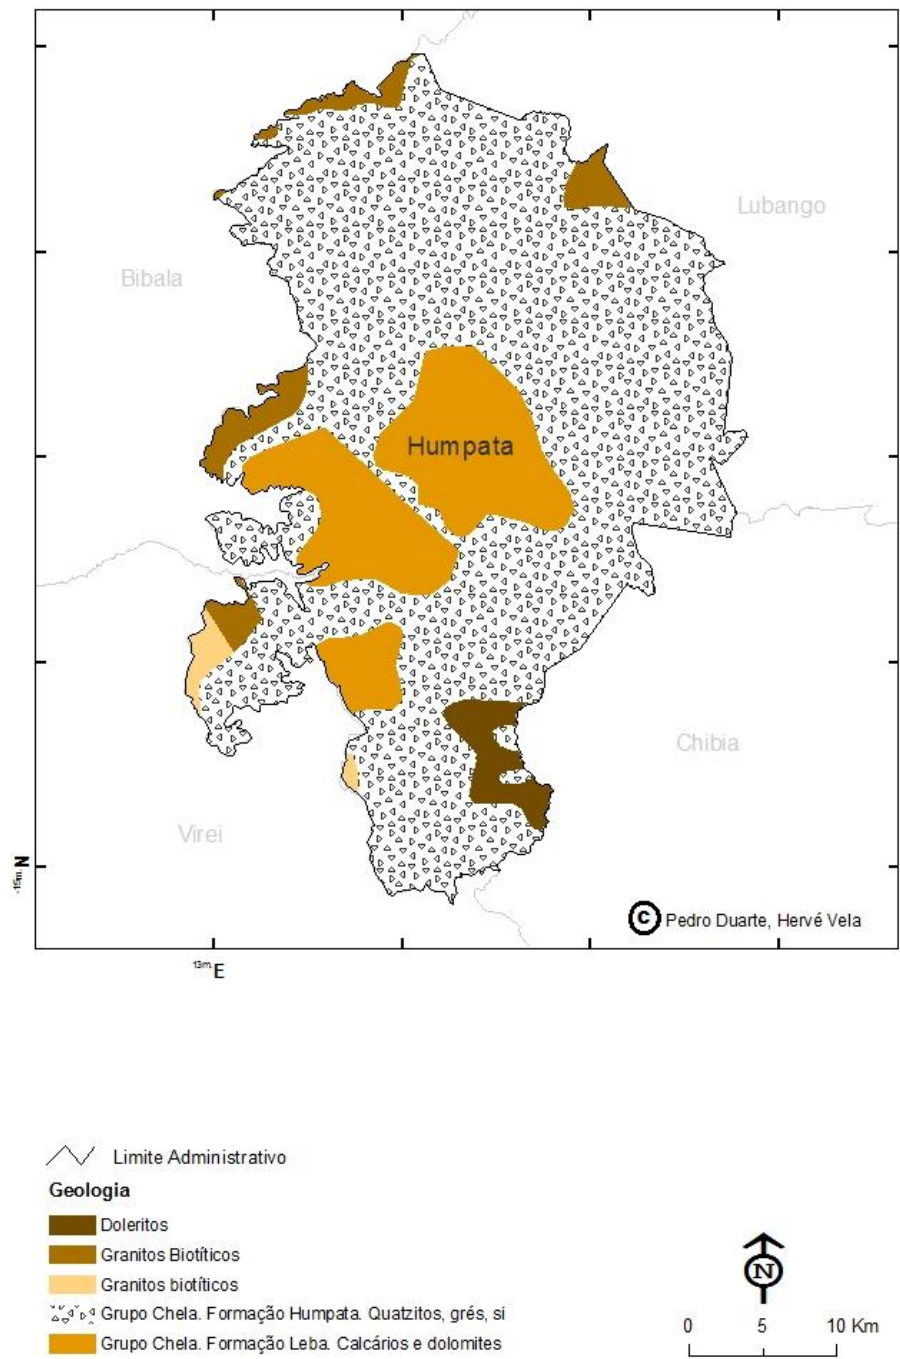 Lubango
Bibala
Humpata
Chibia
Virei
-15m. N
© Pedro Duarte, Hervé Vela
13m. E
Limite Administrativo
Geologia
Doleritos
Granitos Biotíticos
Granitos biotíticos
Grupo Chela. Formação Humpata. Quatzitos, grés, si
Grupo Chela. Formação Leba. Calcários e dolomites
N
0 5 10 Km